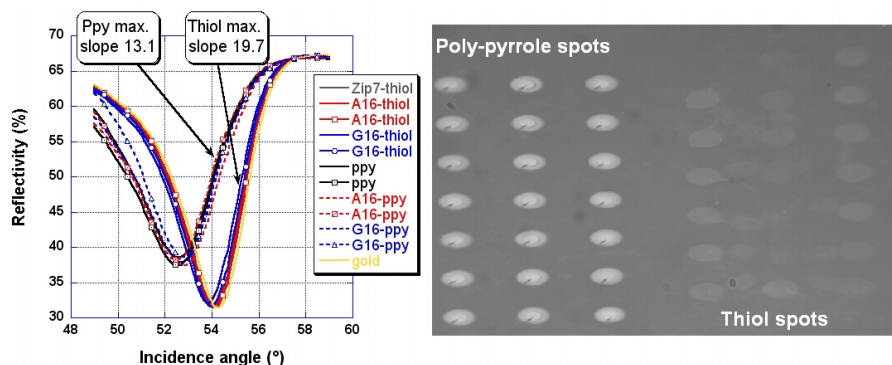 Ppy max.
slope 13.1
Thiol max.
slope 19.7
70
65
60
55
50
45
40
35
30
Reflectivity (%)
48
50
52
54
56
58
60
Incidence angle (°)
Zip7-thiol
A16-thiol
A16-thiol
G16-thiol
G16-thiol
ppy
ppy
A16-ppy
A16-ppy
G16-ppy
G16-ppy
gold
Poly-pyrrole spots
Thiol spots